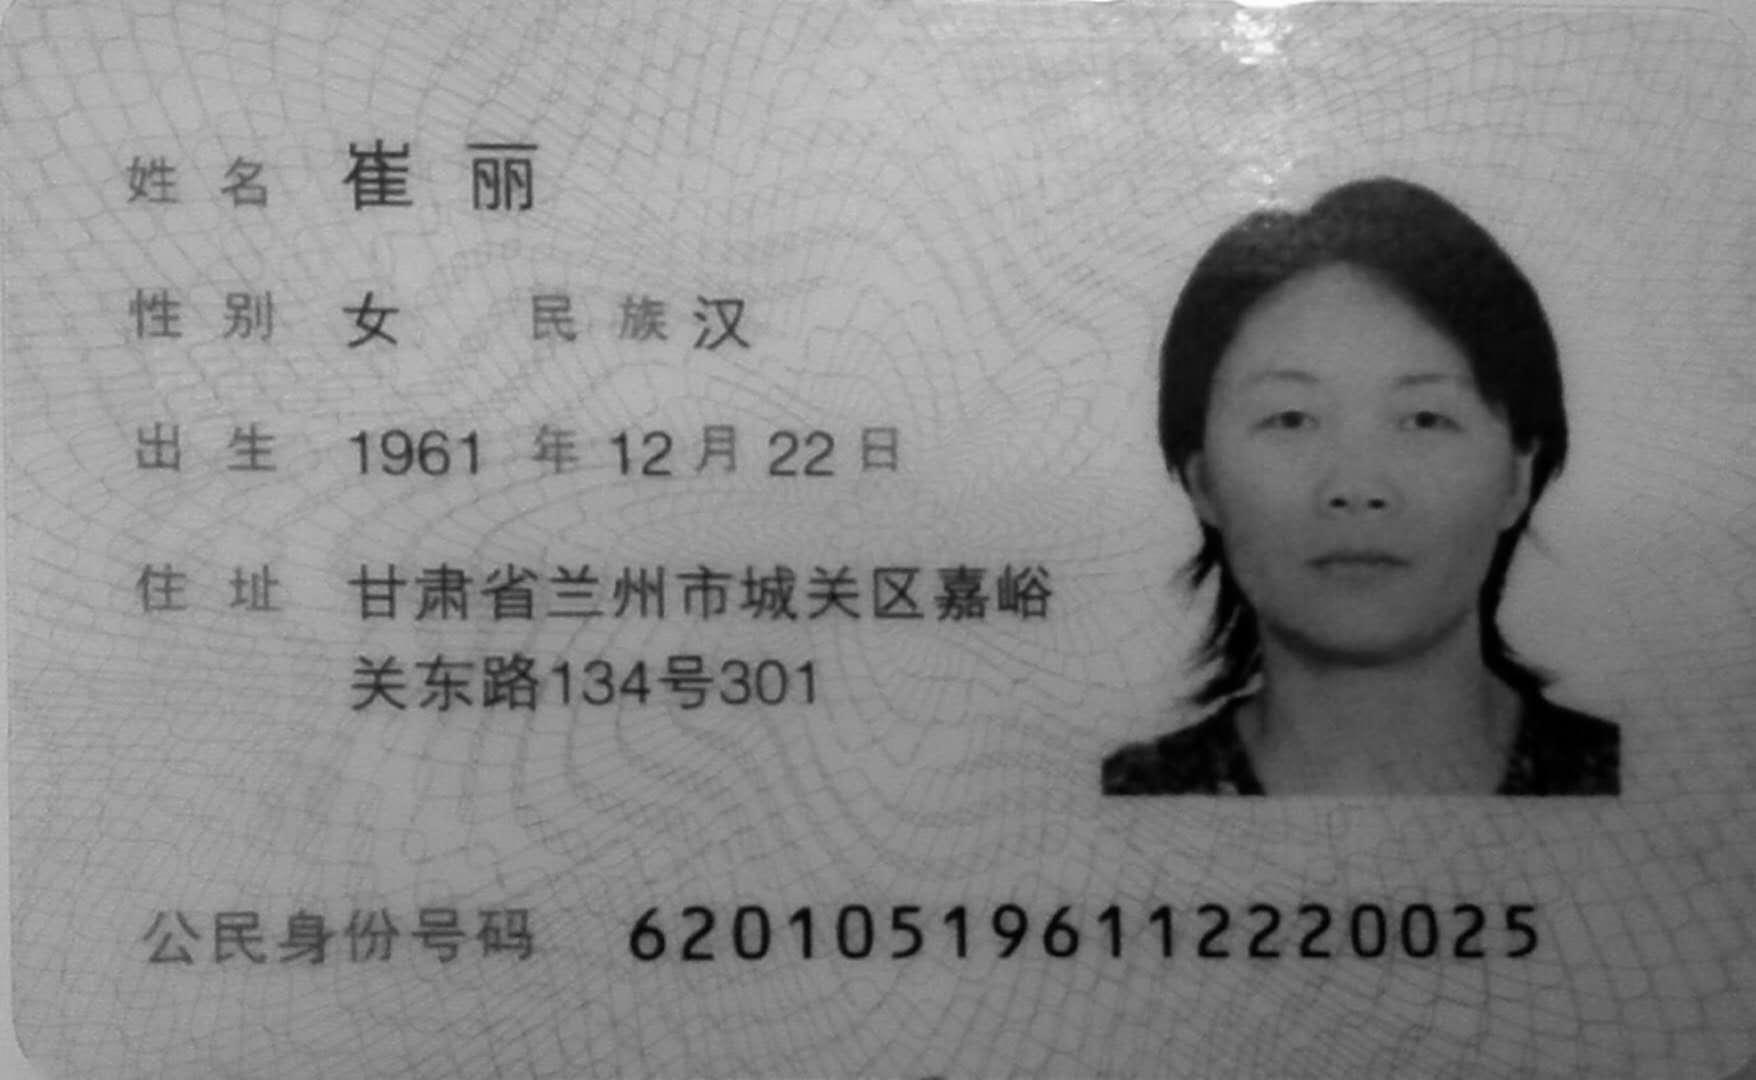 姓名 崔丽
性别 女 民族 汉
出生 1961 年 12 月 22 日
住址 甘肃省兰州市城关区嘉峪
关东路134号301
公民身份号码 620105196112220025